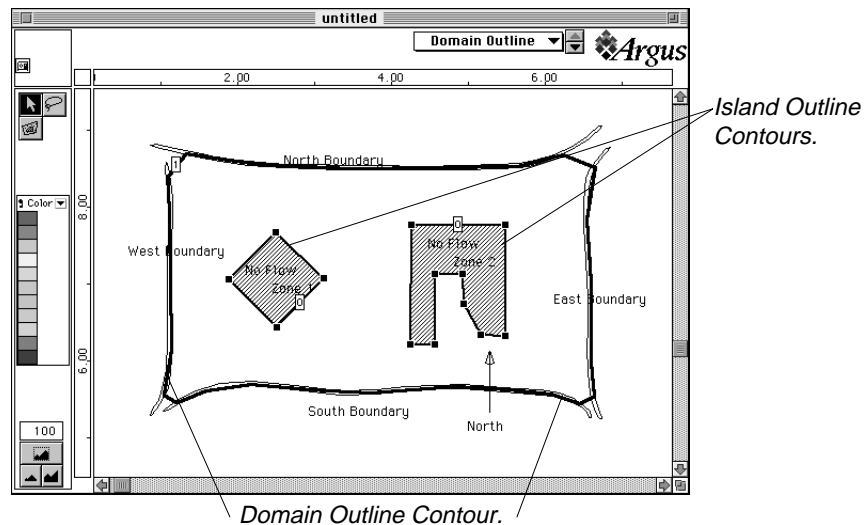 untitled
Domain Outline
Argus
2.00
4.00
6.00
Island Outline
Contours.
North Boundary
1
0
Color
8.00
No Flow
Zone 2
West Boundary
No Flow
Zone 1
0
East Boundary
6.00
South Boundary
North
100
Domain Outline Contour.